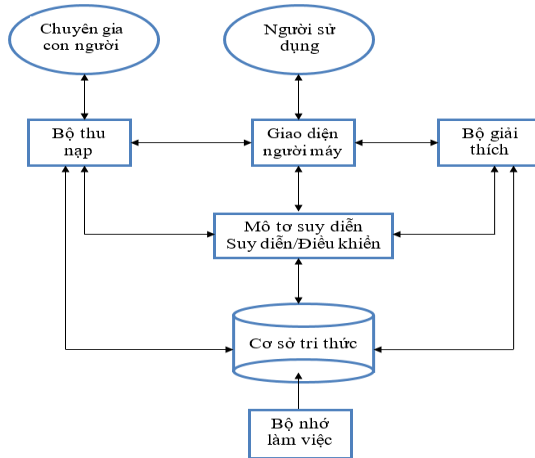 Chuyên gia
con người
Người sử
dụng
Bộ thu
nạp
Giao diện
người máy
Bộ giải
thích
Mô tơ suy diễn
Suy diễn/Điều khiển
Cơ sở tri thức
Bộ nhớ
làm việc